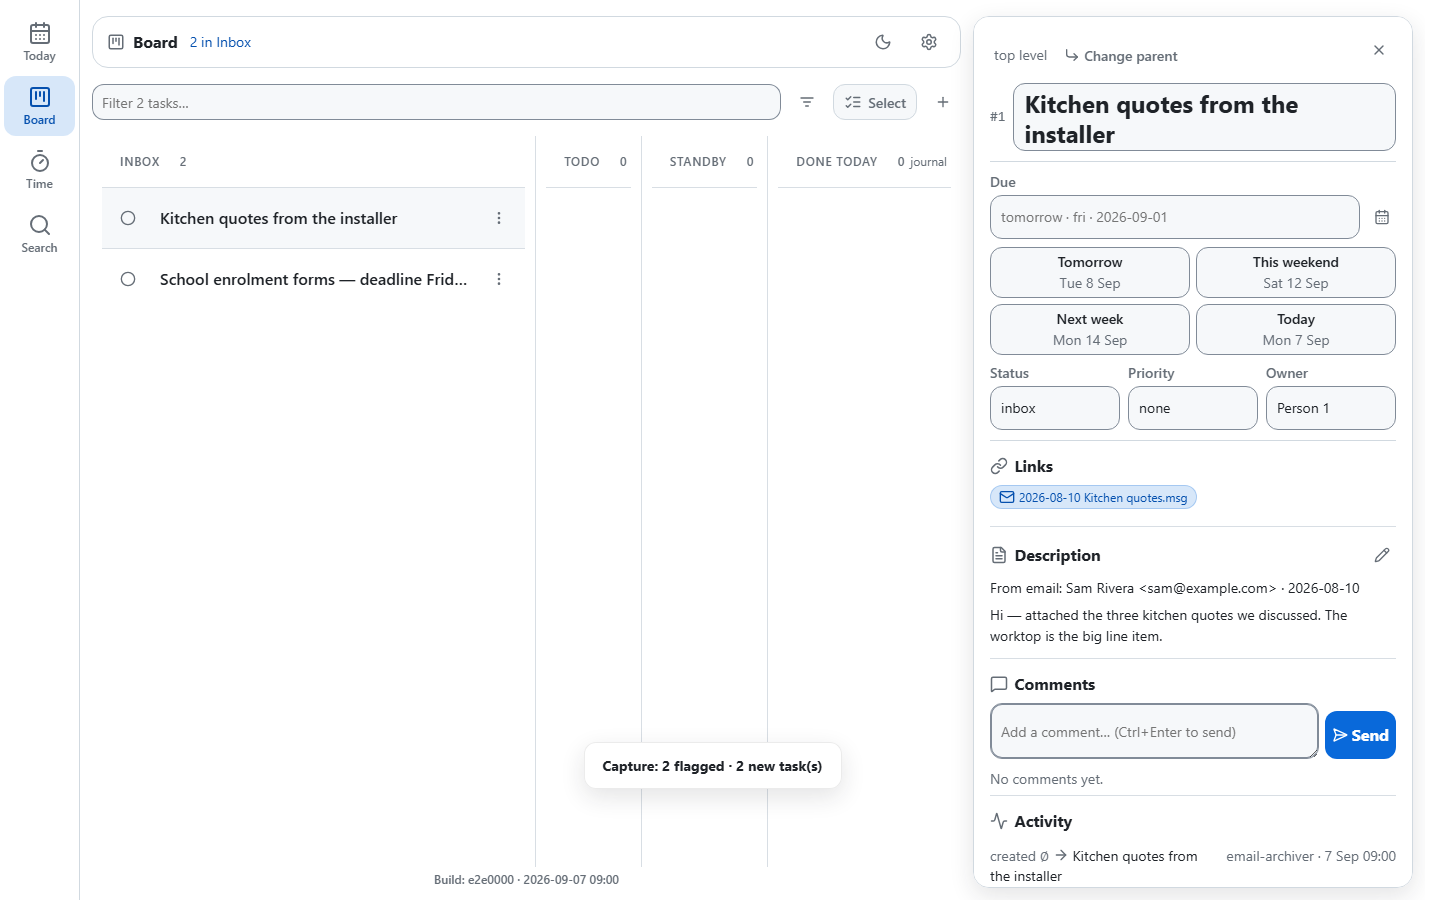 Today
Board
Time
Search
Board 2 in Inbox
Filter 2 tasks...
Select
INBOX 2
TODO 0
STANDBY 0
DONE TODAY 0 journal
Kitchen quotes from the installer
School enrolment forms — deadline Frid...
Capture: 2 flagged · 2 new task(s)
Build: e2e0000 · 2026-09-07 09:00
top level Change parent
#1 Kitchen quotes from the
installer
Due
tomorrow · fri · 2026-09-01
Tomorrow
Tue 8 Sep
This weekend
Sat 12 Sep
Next week
Mon 14 Sep
Today
Mon 7 Sep
Status Priority Owner
inbox none Person 1
Links
2026-08-10 Kitchen quotes.msg
Description
From email: Sam Rivera <sam@example.com> · 2026-08-10
Hi — attached the three kitchen quotes we discussed. The
worktop is the big line item.
Comments
Add a comment... (Ctrl+Enter to send)
Send
No comments yet.
Activity
created ∅ → Kitchen quotes from email-archiver · 7 Sep 09:00
the installer